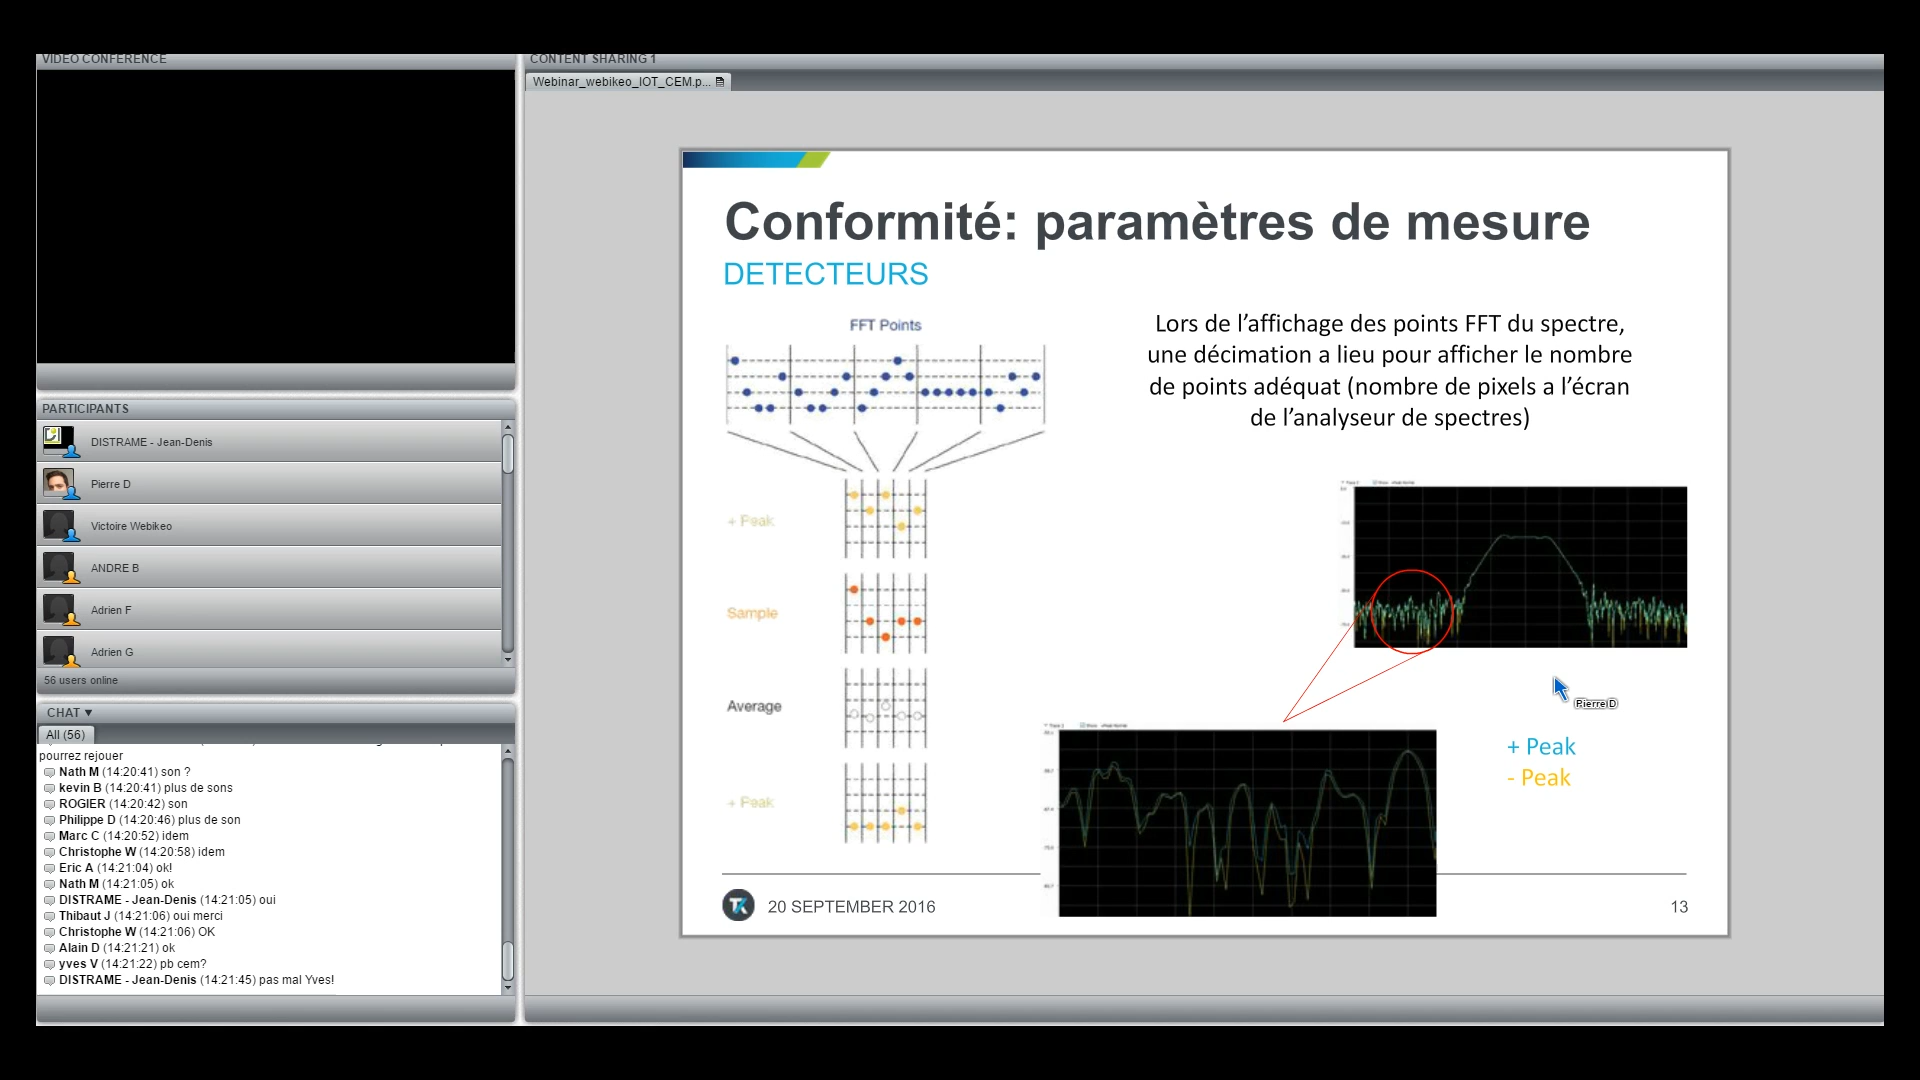 VIDEO CONFERENCE
PARTICIPANTS
DISTRAME - Jean-Denis
Pierre D
Victoire Webikeo
ANDRE B
Adrien F
Adrien G
56 users online
CHAT
All (56)
pourrez rejouer
Nath M (14:20:41) son ?
kevin B (14:20:41) plus de sons
ROGIER (14:20:42) son
Philippe D (14:20:46) plus de son
Marc C (14:20:52) idem
Christophe W (14:20:58) idem
Eric A (14:21:04) ok!
Nath M (14:21:05) ok
DISTRAME - Jean-Denis (14:21:05) oui
Thibaut J (14:21:06) oui merci
Christophe W (14:21:06) OK
Alain D (14:21:21) ok
yves V (14:21:22) pb cem?
DISTRAME - Jean-Denis (14:21:45) pas mal Yves!
CONTENT SHARING 1
Webinar_webikeo_IOT_CEM.p...
Conformité: paramètres de mesure
DETECTEURS
FFT Points
+ Peak
Sample
Average
+ Peak
Lors de l'affichage des points FFT du spectre,
une décimation a lieu pour afficher le nombre
de points adéquat (nombre de pixels a l'écran
de l'analyseur de spectres)
PierreD
+ Peak
- Peak
20 SEPTEMBER 2016
13